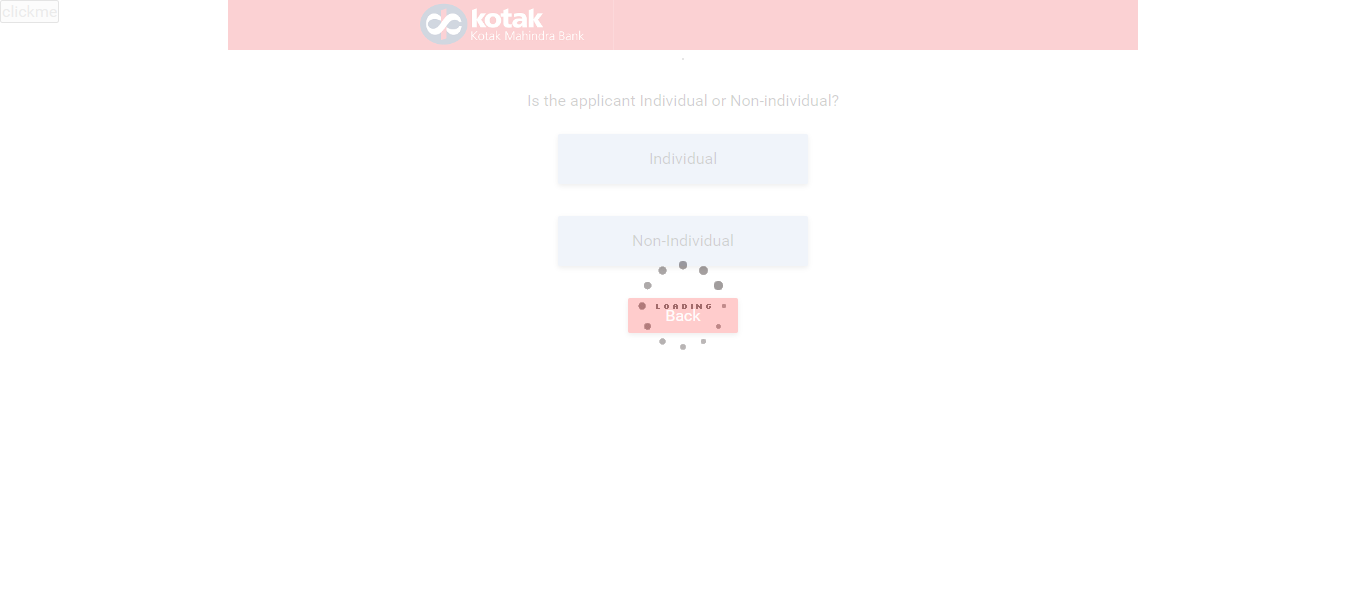 clickme
kotak
Kotak Mahindra Bank
Is the applicant Individual or Non-individual?
Individual
Non-Individual
LOADING
Back